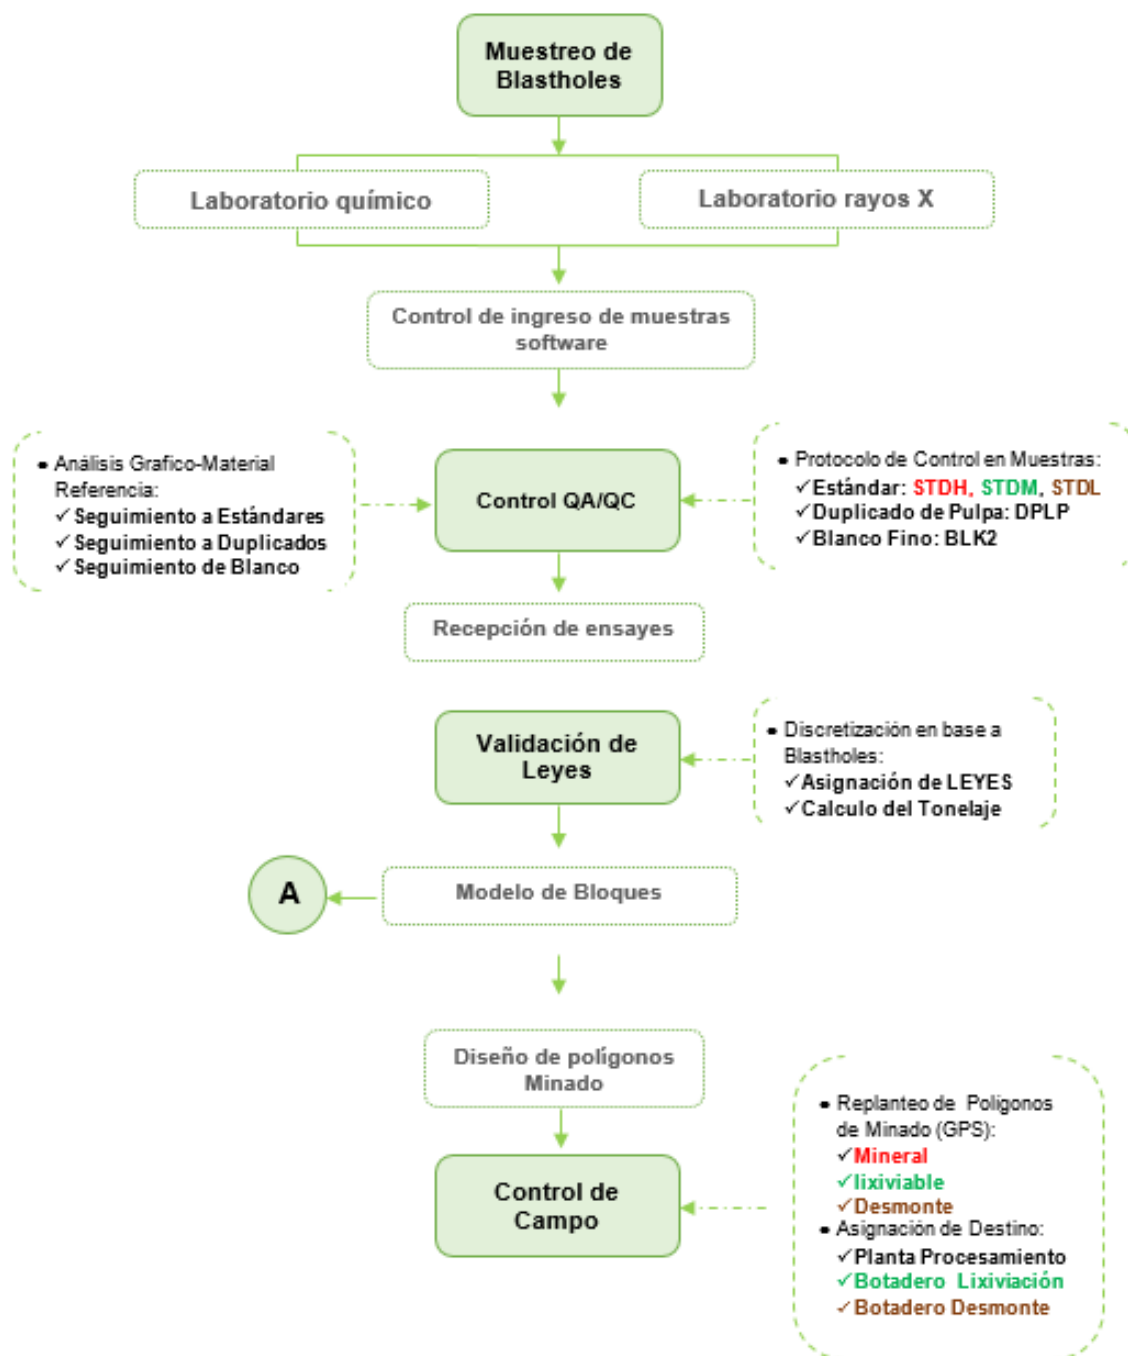 Muestreo de
Blastholes
Laboratorio químico
Laboratorio rayos X
Control de ingreso de muestras
software
• Análisis Grafico-Material
Referencia:
✓Seguimiento a Estándares
✓Seguimiento a Duplicados
✓Seguimiento de Blanco
Control QA/QC
• Protocolo de Control en Muestras:
✓Estándar: STDH, STDM, STDL
✓Duplicado de Pulpa: DPLP
✓Blanco Fino: BLK2
Recepción de ensayes
Validación de
Leyes
• Discretización en base a
Blastholes:
✓Asignación de LEYES
✓Calculo del Tonelaje
A
Modelo de Bloques
Diseño de polígonos
Minado
Control de
Campo
• Replanteo de Polígonos
de Minado (GPS):
✓Mineral
✓lixiviable
✓Desmonte
• Asignación de Destino:
✓Planta Procesamiento
✓Botadero Lixiviación
✓Botadero Desmonte